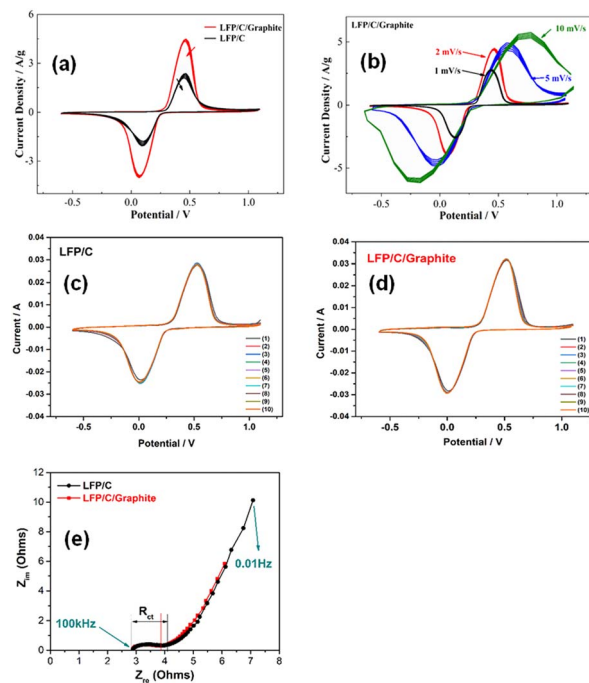 (a)
LFP/C/Graphite
LFP/C
Current Density / A/g
3
0
-3
-0.5 0.0 0.5 1.0
Potential / V
LFP/C/Graphite
(b)
10 mV/s
2 mV/s
5 mV/s
1 mV/s
Current Density / A/g
5
0
-5
-0.5 0.0 0.5 1.0
Potential / V
LFP/C
(c)
Current / A
0.04
0.03
0.02
0.01
0.00
-0.01
-0.02
-0.03
-0.04
(1)
(2)
(3)
(4)
(5)
(6)
(7)
(8)
(9)
(10)
-0.5 0.0 0.5 1.0
Potential / V
LFP/C/Graphite
(d)
Current / A
0.04
0.03
0.02
0.01
0.00
-0.01
-0.02
-0.03
-0.04
(1)
(2)
(3)
(4)
(5)
(6)
(7)
(8)
(9)
(10)
-0.5 0.0 0.5 1.0
Potential / V
LFP/C
LFP/C/Graphite
(e)
Zim (Ohms)
12
10
8
6
4
2
0
0.01Hz
Rct
100kHz
3 4 5 6 7 8
Zre (Ohms)